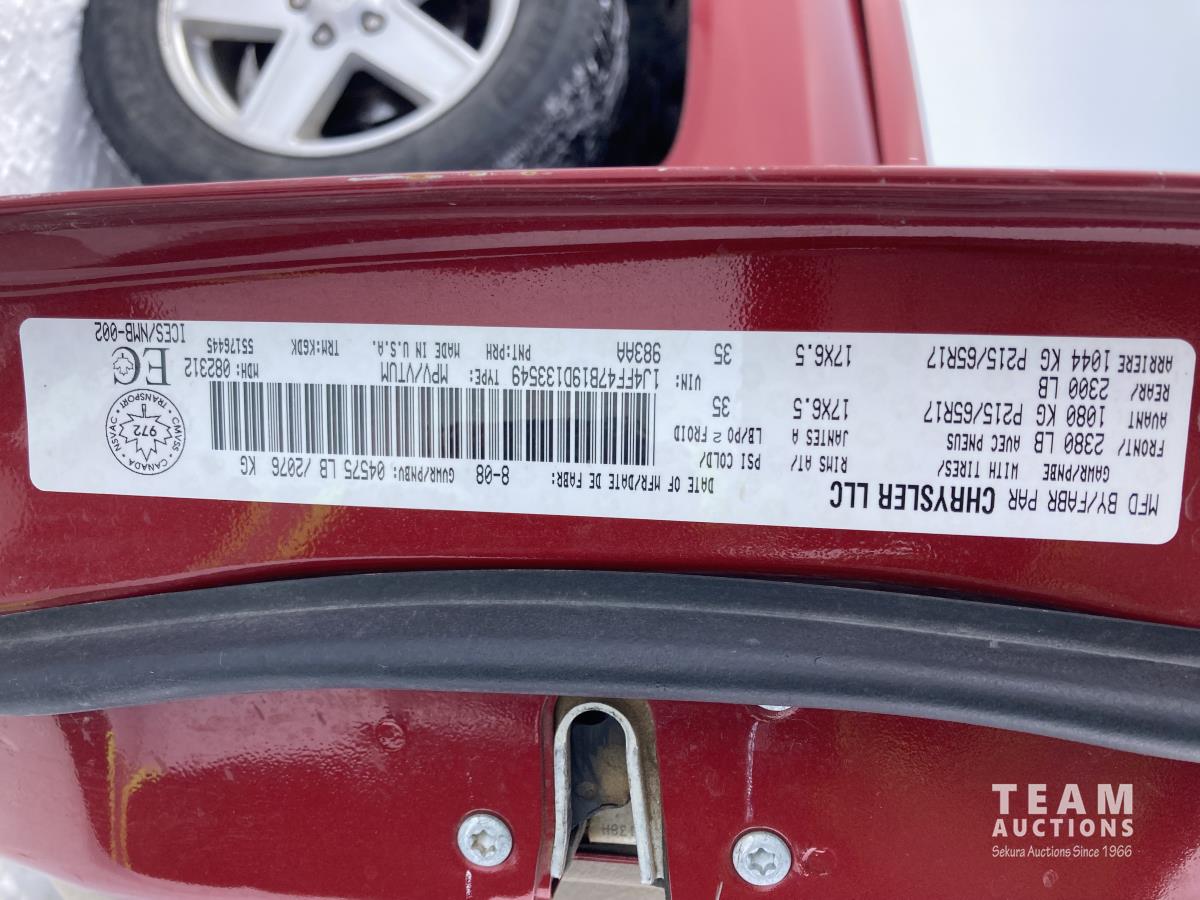 MFD BY/FABR PAR CHRYSLER LLC
DATE OF MFR/DATE DE FABR: 8-08
GVWR/PNBV: 04575 LB /2076 KG
GAWR/PNBE WITH TIRES/ RIMS AT/ PSI COLD/
FRONT/ 2380 LB AVEC PNEUS JANTES A LB/PO2 FROID
AVANT 1080 KG P215/65R17 17X6.5 35
REAR/ 2300 LB
ARRIERE 1044 KG P215/65R17 17X6.5 35
VIN: 1J4FF47B19D133549 TYPE: MPV/VTUM MDH: 082312
983AA PNT:PRH MADE IN U.S.A. TRM:K6DK 55176445
CMVSS TRANSPORT NSVAC CANADA
972
EC
ICES/NMB-002
TEAM
AUCTIONS
Sekura Auctions Since 1966